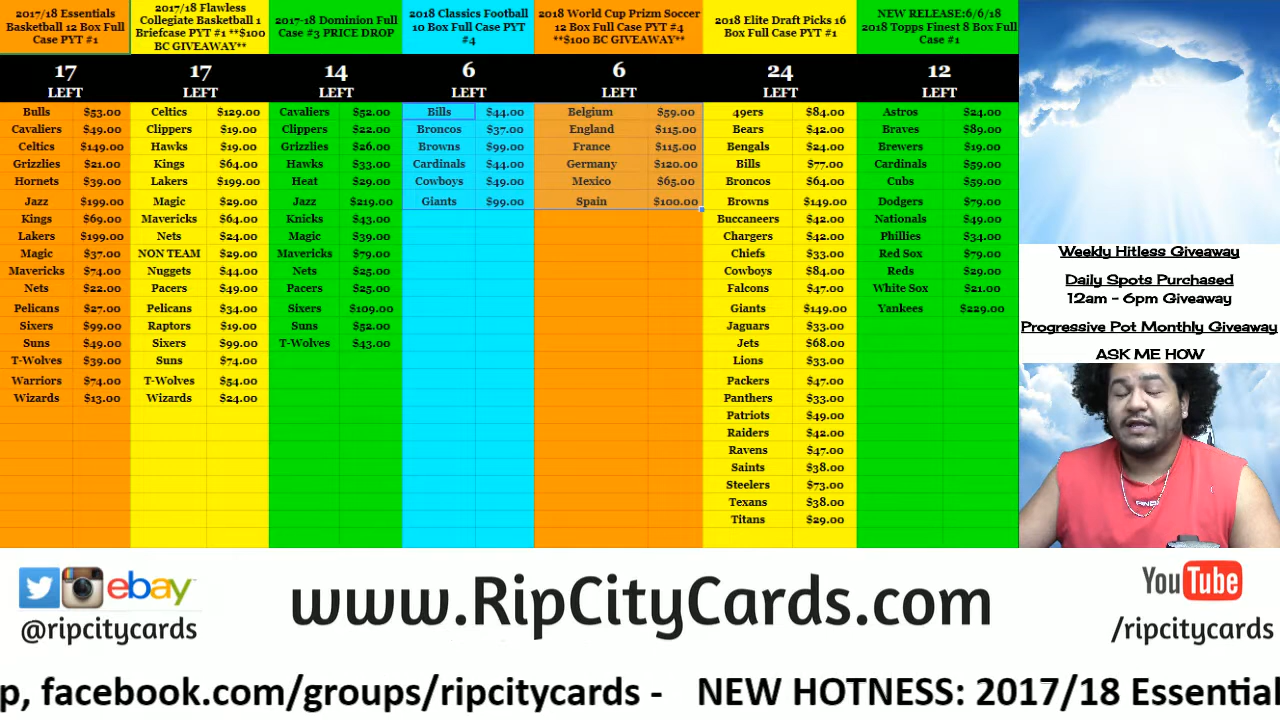 2017/18 Essentials
Basketball 12 Box Full
Case PYT #1
17
LEFT
Bulls $53.00
Cavaliers $49.00
Celtics $149.00
Grizzlies $21.00
Hornets $39.00
Jazz $199.00
Kings $69.00
Lakers $199.00
Magic $37.00
Mavericks $74.00
Nets $22.00
Pelicans $27.00
Sixers $99.00
Suns $49.00
T-Wolves $39.00
Warriors $74.00
Wizards $13.00
2017/18 Flawless
Collegiate Basketball 1
Briefcase PYT #1 **$100
BC GIVEAWAY**
17
LEFT
Celtics $129.00
Clippers $19.00
Hawks $19.00
Kings $64.00
Lakers $199.00
Magic $29.00
Mavericks $64.00
Nets $24.00
NON TEAM $29.00
Nuggets $44.00
Pacers $49.00
Pelicans $34.00
Raptors $19.00
Sixers $99.00
Suns $74.00
T-Wolves $54.00
Wizards $24.00
2017-18 Dominion Full
Case #3 PRICE DROP
14
LEFT
Cavaliers $52.00
Clippers $22.00
Grizzlies $26.00
Hawks $33.00
Heat $29.00
Jazz $219.00
Knicks $43.00
Magic $39.00
Mavericks $79.00
Nets $25.00
Pacers $25.00
Sixers $109.00
Suns $52.00
T-Wolves $43.00
2018 Classics Football
10 Box Full Case PYT
#4
6
LEFT
Bills $44.00
Broncos $37.00
Browns $99.00
Cardinals $44.00
Cowboys $49.00
Giants $99.00
2018 World Cup Prizm Soccer
12 Box Full Case PYT #4
**$100 BC GIVEAWAY**
6
LEFT
Belgium $59.00
England $115.00
France $115.00
Germany $120.00
Mexico $65.00
Spain $100.00
2018 Elite Draft Picks 16
Box Full Case PYT #1
24
LEFT
49ers $84.00
Bears $42.00
Bengals $24.00
Bills $77.00
Broncos $64.00
Browns $149.00
Buccaneers $42.00
Chargers $42.00
Chiefs $33.00
Cowboys $84.00
Falcons $47.00
Giants $149.00
Jaguars $33.00
Jets $68.00
Lions $33.00
Packers $47.00
Panthers $33.00
Patriots $49.00
Raiders $42.00
Ravens $47.00
Saints $38.00
Steelers $73.00
Texans $38.00
Titans $29.00
NEW RELEASE:6/6/18
2018 Topps Finest 8 Box Full
Case #1
12
LEFT
Astros $24.00
Braves $89.00
Brewers $19.00
Cardinals $59.00
Cubs $59.00
Dodgers $79.00
Nationals $49.00
Phillies $34.00
Red Sox $79.00
Reds $29.00
White Sox $21.00
Yankees $229.00
Weekly Hitless Giveaway
Daily Spots Purchased
12am - 6pm Giveaway
Progressive Pot Monthly Giveaway
ASK ME HOW
ebay
@ripcitycards
www.RipCityCards.com
YouTube
/ripcitycards
p, facebook.com/groups/ripcitycards - NEW HOTNESS: 2017/18 Essential